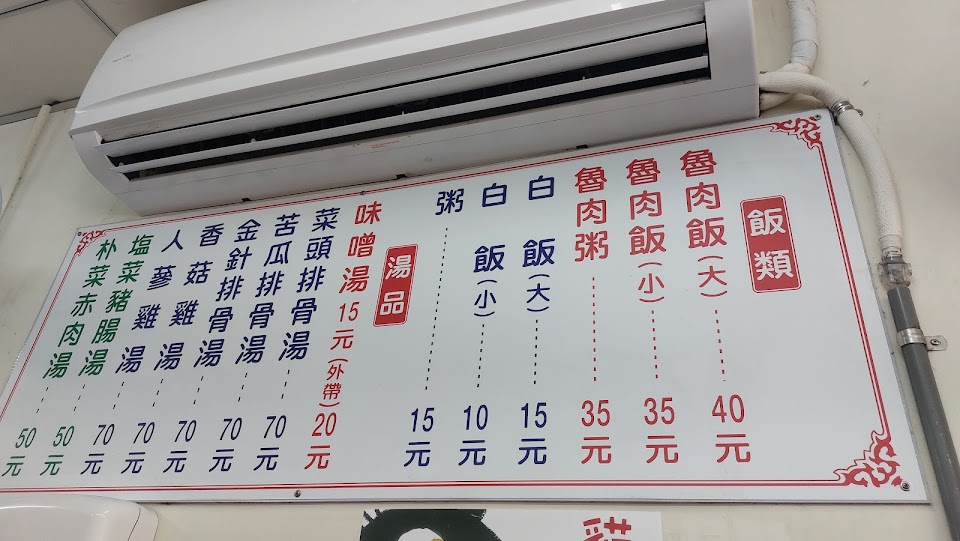 飯類
魯肉飯(大) 40元
魯肉飯(小) 35元
魯肉粥 35元
白飯(大) 15元
白飯(小) 10元
粥 15元
湯品
味噌湯15元(外帶)20元
菜頭排骨湯 70元
苦瓜排骨湯 70元
金針排骨湯 70元
香菇雞湯 70元
人蔘雞湯 70元
塩菜豬腸湯 50元
朴菜赤肉湯 50元